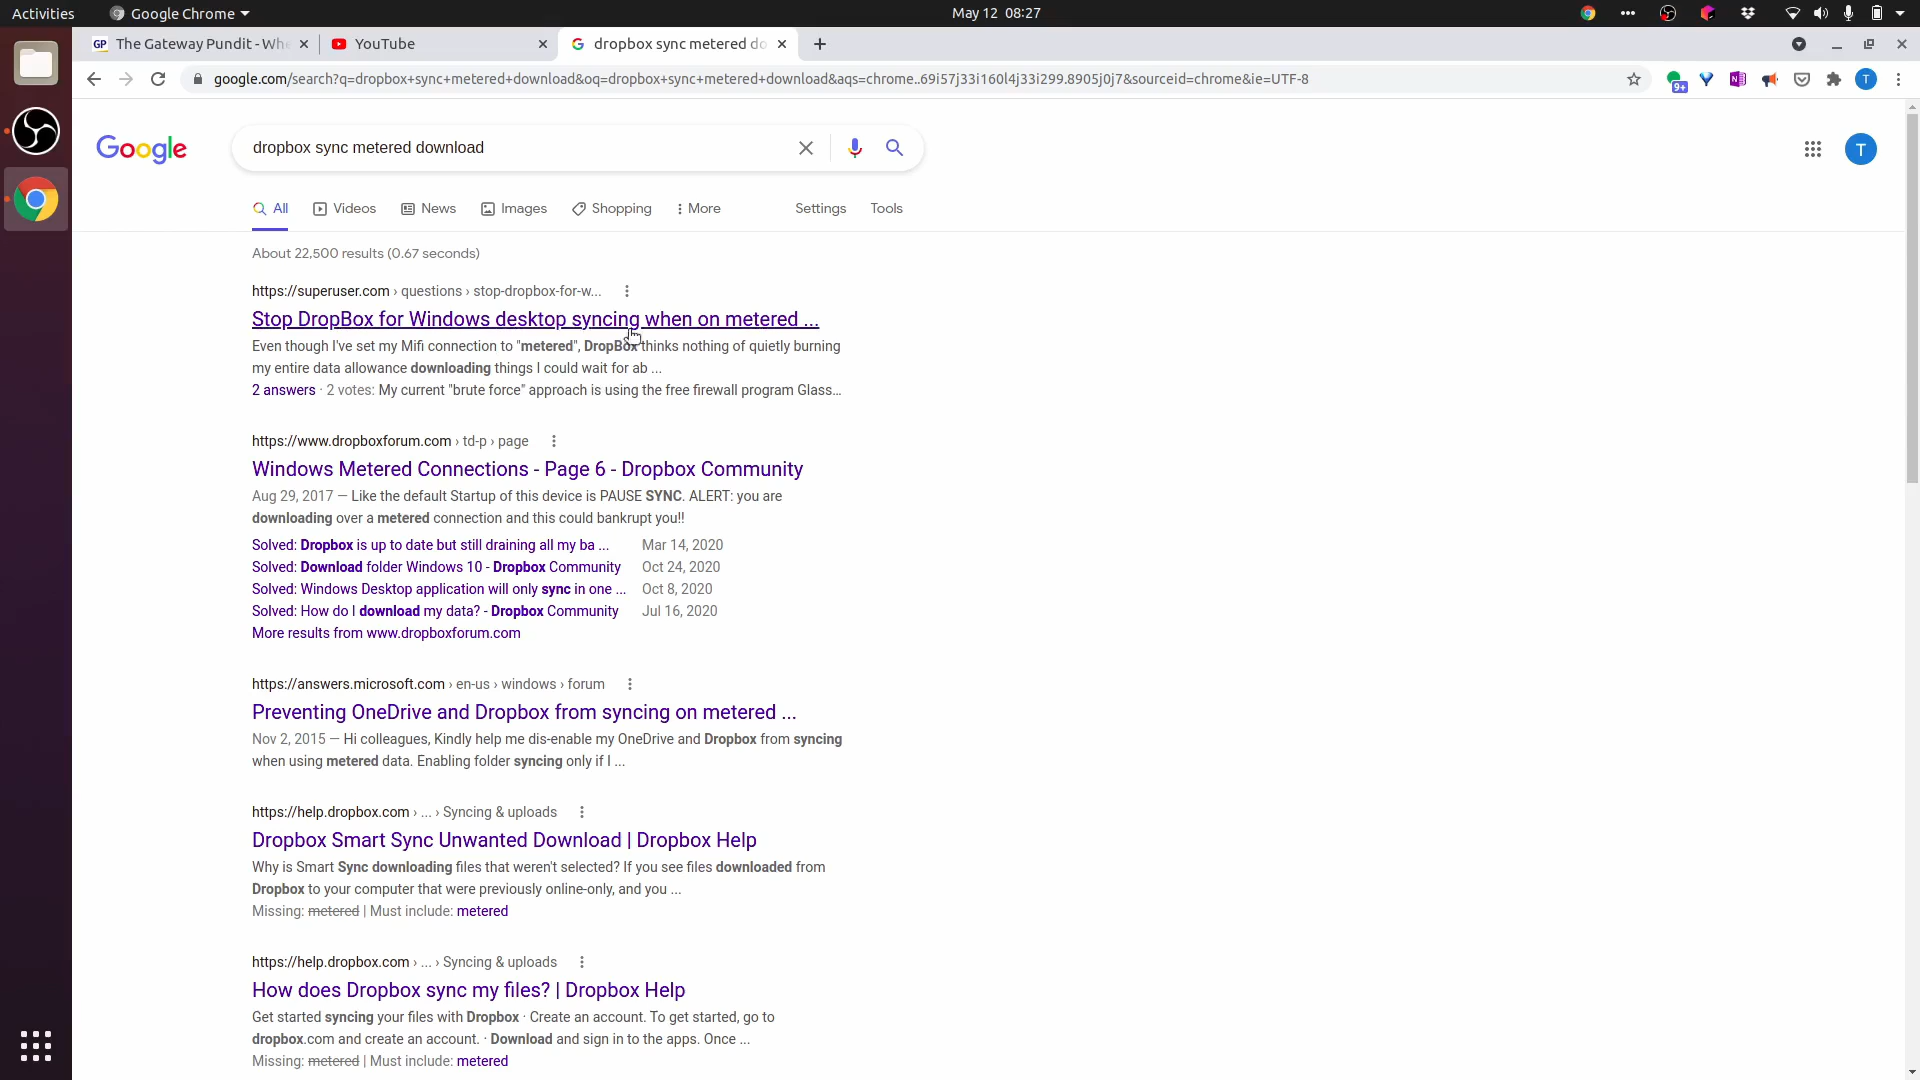 Activities
Google Chrome
May 12 08:27
GP The Gateway Pundit - Whe
YouTube
dropbox sync metered do
google.com/search?q=dropbox+sync+metered+download&oq=dropbox+sync+metered+download&aqs=chrome..69i57j33i160l4j33i299.8905j0j7&sourceid=chrome&ie=UTF-8
9+
N
T
Google
dropbox sync metered download
T
All
Videos
News
Images
Shopping
More
Settings
Tools
About 22,500 results (0.67 seconds)
https://superuser.com › questions › stop-dropbox-for-w...
Stop DropBox for Windows desktop syncing when on metered ...
Even though I've set my Mifi connection to "metered", DropBox thinks nothing of quietly burning
my entire data allowance downloading things I could wait for ab ...
2 answers · 2 votes: My current "brute force" approach is using the free firewall program Glass...
https://www.dropboxforum.com › td-p › page
Windows Metered Connections - Page 6 - Dropbox Community
Aug 29, 2017 — Like the default Startup of this device is PAUSE SYNC. ALERT: you are
downloading over a metered connection and this could bankrupt you!!
Solved: Dropbox is up to date but still draining all my ba ... Mar 14, 2020
Solved: Download folder Windows 10 - Dropbox Community Oct 24, 2020
Solved: Windows Desktop application will only sync in one ... Oct 8, 2020
Solved: How do I download my data? - Dropbox Community Jul 16, 2020
More results from www.dropboxforum.com
https://answers.microsoft.com › en-us › windows › forum
Preventing OneDrive and Dropbox from syncing on metered ...
Nov 2, 2015 — Hi colleagues, Kindly help me dis-enable my OneDrive and Dropbox from syncing
when using metered data. Enabling folder syncing only if I ...
https://help.dropbox.com › ... › Syncing & uploads
Dropbox Smart Sync Unwanted Download | Dropbox Help
Why is Smart Sync downloading files that weren't selected? If you see files downloaded from
Dropbox to your computer that were previously online-only, and you ...
Missing: metered | Must include: metered
https://help.dropbox.com › ... › Syncing & uploads
How does Dropbox sync my files? | Dropbox Help
Get started syncing your files with Dropbox · Create an account. To get started, go to
dropbox.com and create an account. · Download and sign in to the apps. Once ...
Missing: metered | Must include: metered